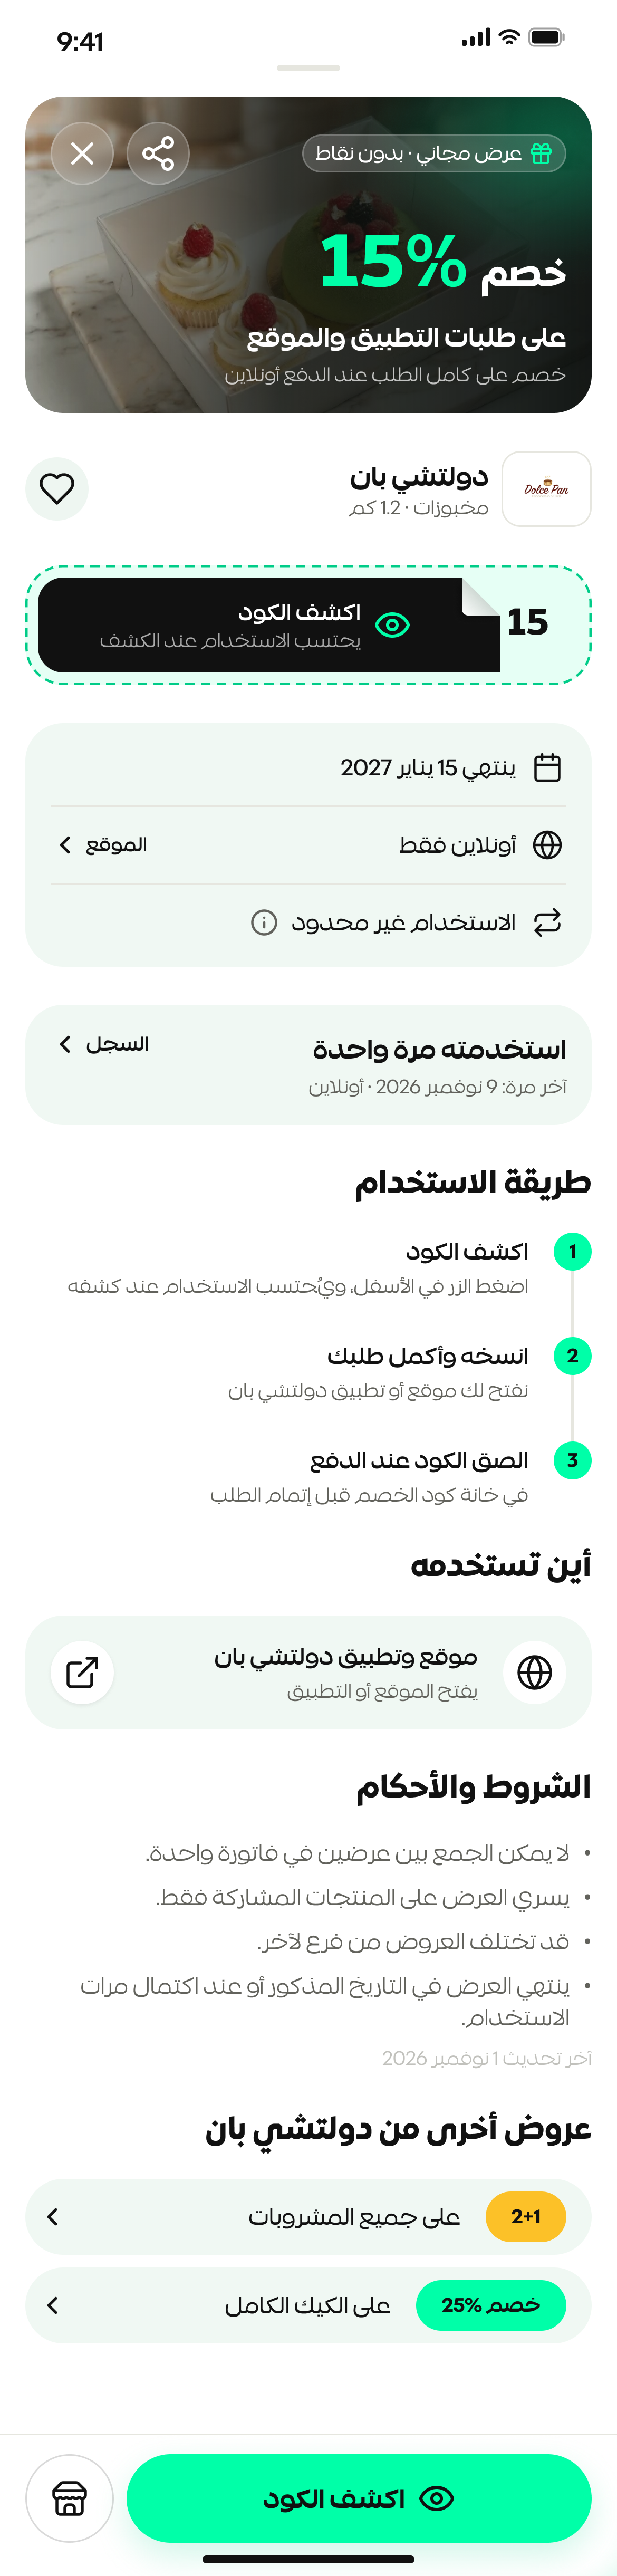 9:41
عرض مجاني · بدون نقاط
خصم 15%
على طلبات التطبيق والموقع
خصم على كامل الطلب عند الدفع أونلاين
Dolce Pan
دولتشي بان
مخبوزات · 1.2 كم
15
اكشف الكود
يحتسب الاستخدام عند الكشف
ينتهي 15 يناير 2027
أونلاين فقط
الموقع
الاستخدام غير محدود
استخدمته مرة واحدة
السجل
آخر مرة: 9 نوفمبر 2026 · أونلاين
طريقة الاستخدام
1
اكشف الكود
اضغط الزر في الأسفل، ويُحتسب الاستخدام عند كشفه
2
انسخه وأكمل طلبك
نفتح لك موقع أو تطبيق دولتشي بان
3
الصق الكود عند الدفع
في خانة كود الخصم قبل إتمام الطلب
أين تستخدمه
موقع وتطبيق دولتشي بان
يفتح الموقع أو التطبيق
الشروط والأحكام
• لا يمكن الجمع بين عرضين في فاتورة واحدة.
• يسري العرض على المنتجات المشاركة فقط.
• قد تختلف العروض من فرع لآخر.
• ينتهي العرض في التاريخ المذكور أو عند اكتمال مرات
الاستخدام.
آخر تحديث 1 نوفمبر 2026
عروض أخرى من دولتشي بان
2+1
على جميع المشروبات
خصم 25%
على الكيك الكامل
اكشف الكود